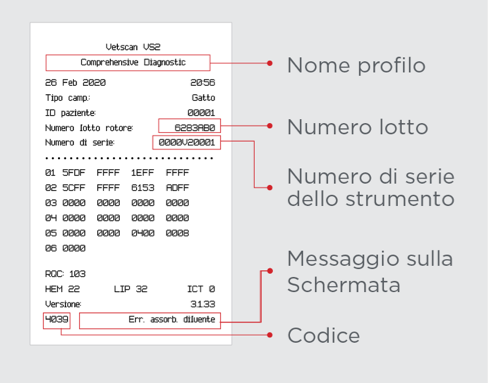 Vetscan VS2
Comprehensive Diagnostic
26 Feb 2020 20:56
Tipo camp.: Gatto
ID paziente: 00001
Numero lotto rotore: 6283AB0
Numero di serie: 0000V20001
01 5FDF FFFF 1EFF FFFF
02 5CFF FFFF 6153 ADFF
03 0000 0000 0000 0000
04 0000 0000 0000 0000
05 0000 0000 0400 0008
06 0000
RQC: 103
HEM 22 LIP 32 ICT 0
Versione: 3.1.33
4039 Err. assorb. diluente
Nome profilo
Numero lotto
Numero di serie
dello strumento
Messaggio sulla
Schermata
Codice